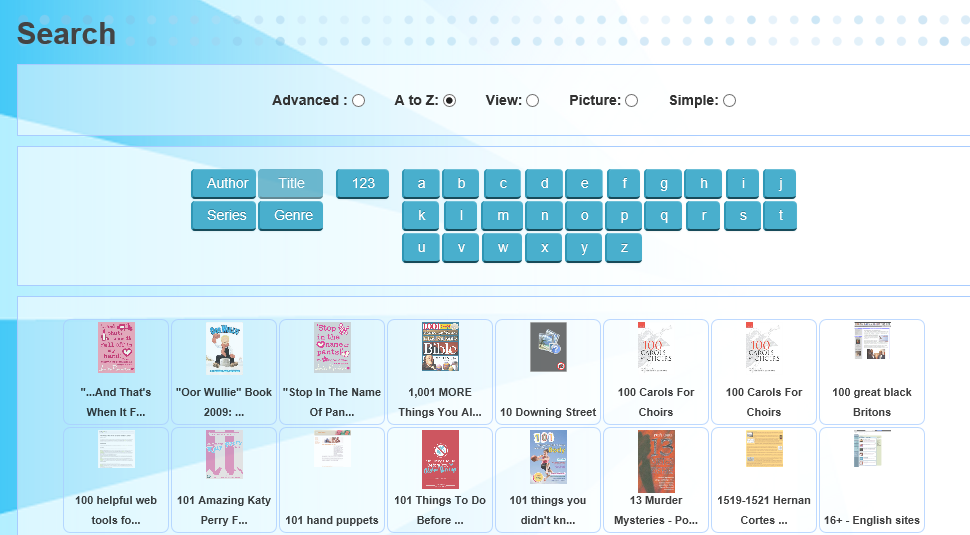 Search
Advanced : A to Z: View: Picture: Simple:
Author Title 123 a b c d e f g h i j
Series Genre k l m n o p q r s t
u v w x y z
"...And That's When It F...
"Oor Wullie" Book 2009: ...
"Stop In The Name Of Pan...
1,001 MORE Things You Al...
10 Downing Street
100 Carols For Choirs
100 Carols For Choirs
100 great black Britons
100 helpful web tools fo...
101 Amazing Katy Perry F...
101 hand puppets
101 Things To Do Before ...
101 things you didn't kn...
13 Murder Mysteries - Po...
1519-1521 Hernan Cortes ...
16+ - English sites